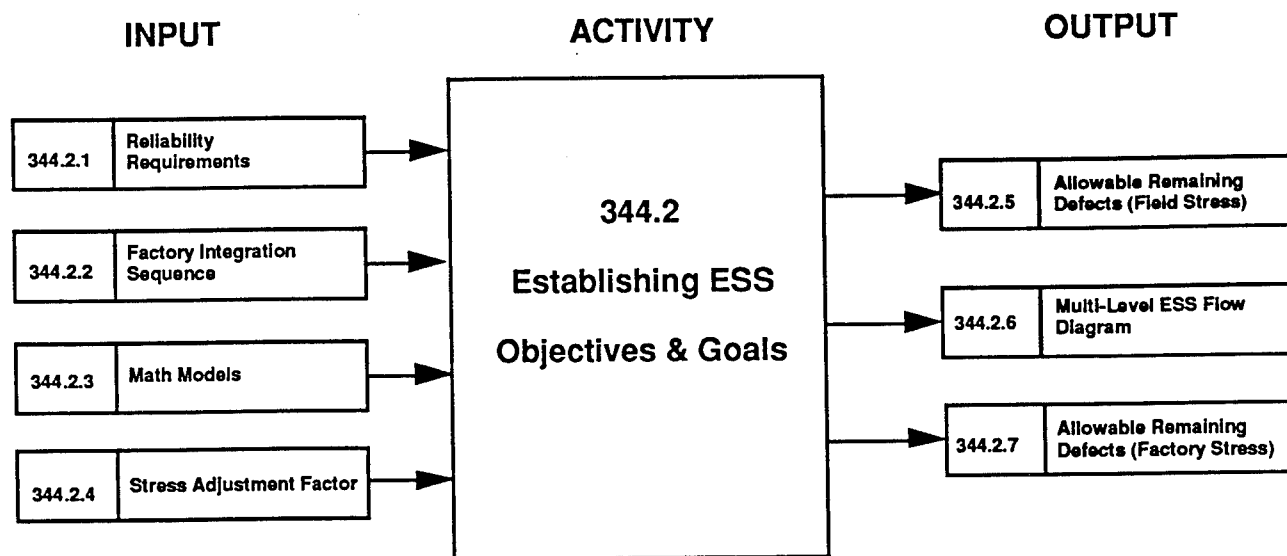 INPUT
ACTIVITY
OUTPUT
344.2.1
Reliability
Requirements
344.2.2
Factory Integration
Sequence
344.2.3
Math Models
344.2.4
Stress Adjustment Factor
344.2
Establishing ESS
Objectives & Goals
344.2.5
Allowable Remaining
Defects (Field Stress)
344.2.6
Multi-Level ESS Flow
Diagram
344.2.7
Allowable Remaining
Defects (Factory Stress)